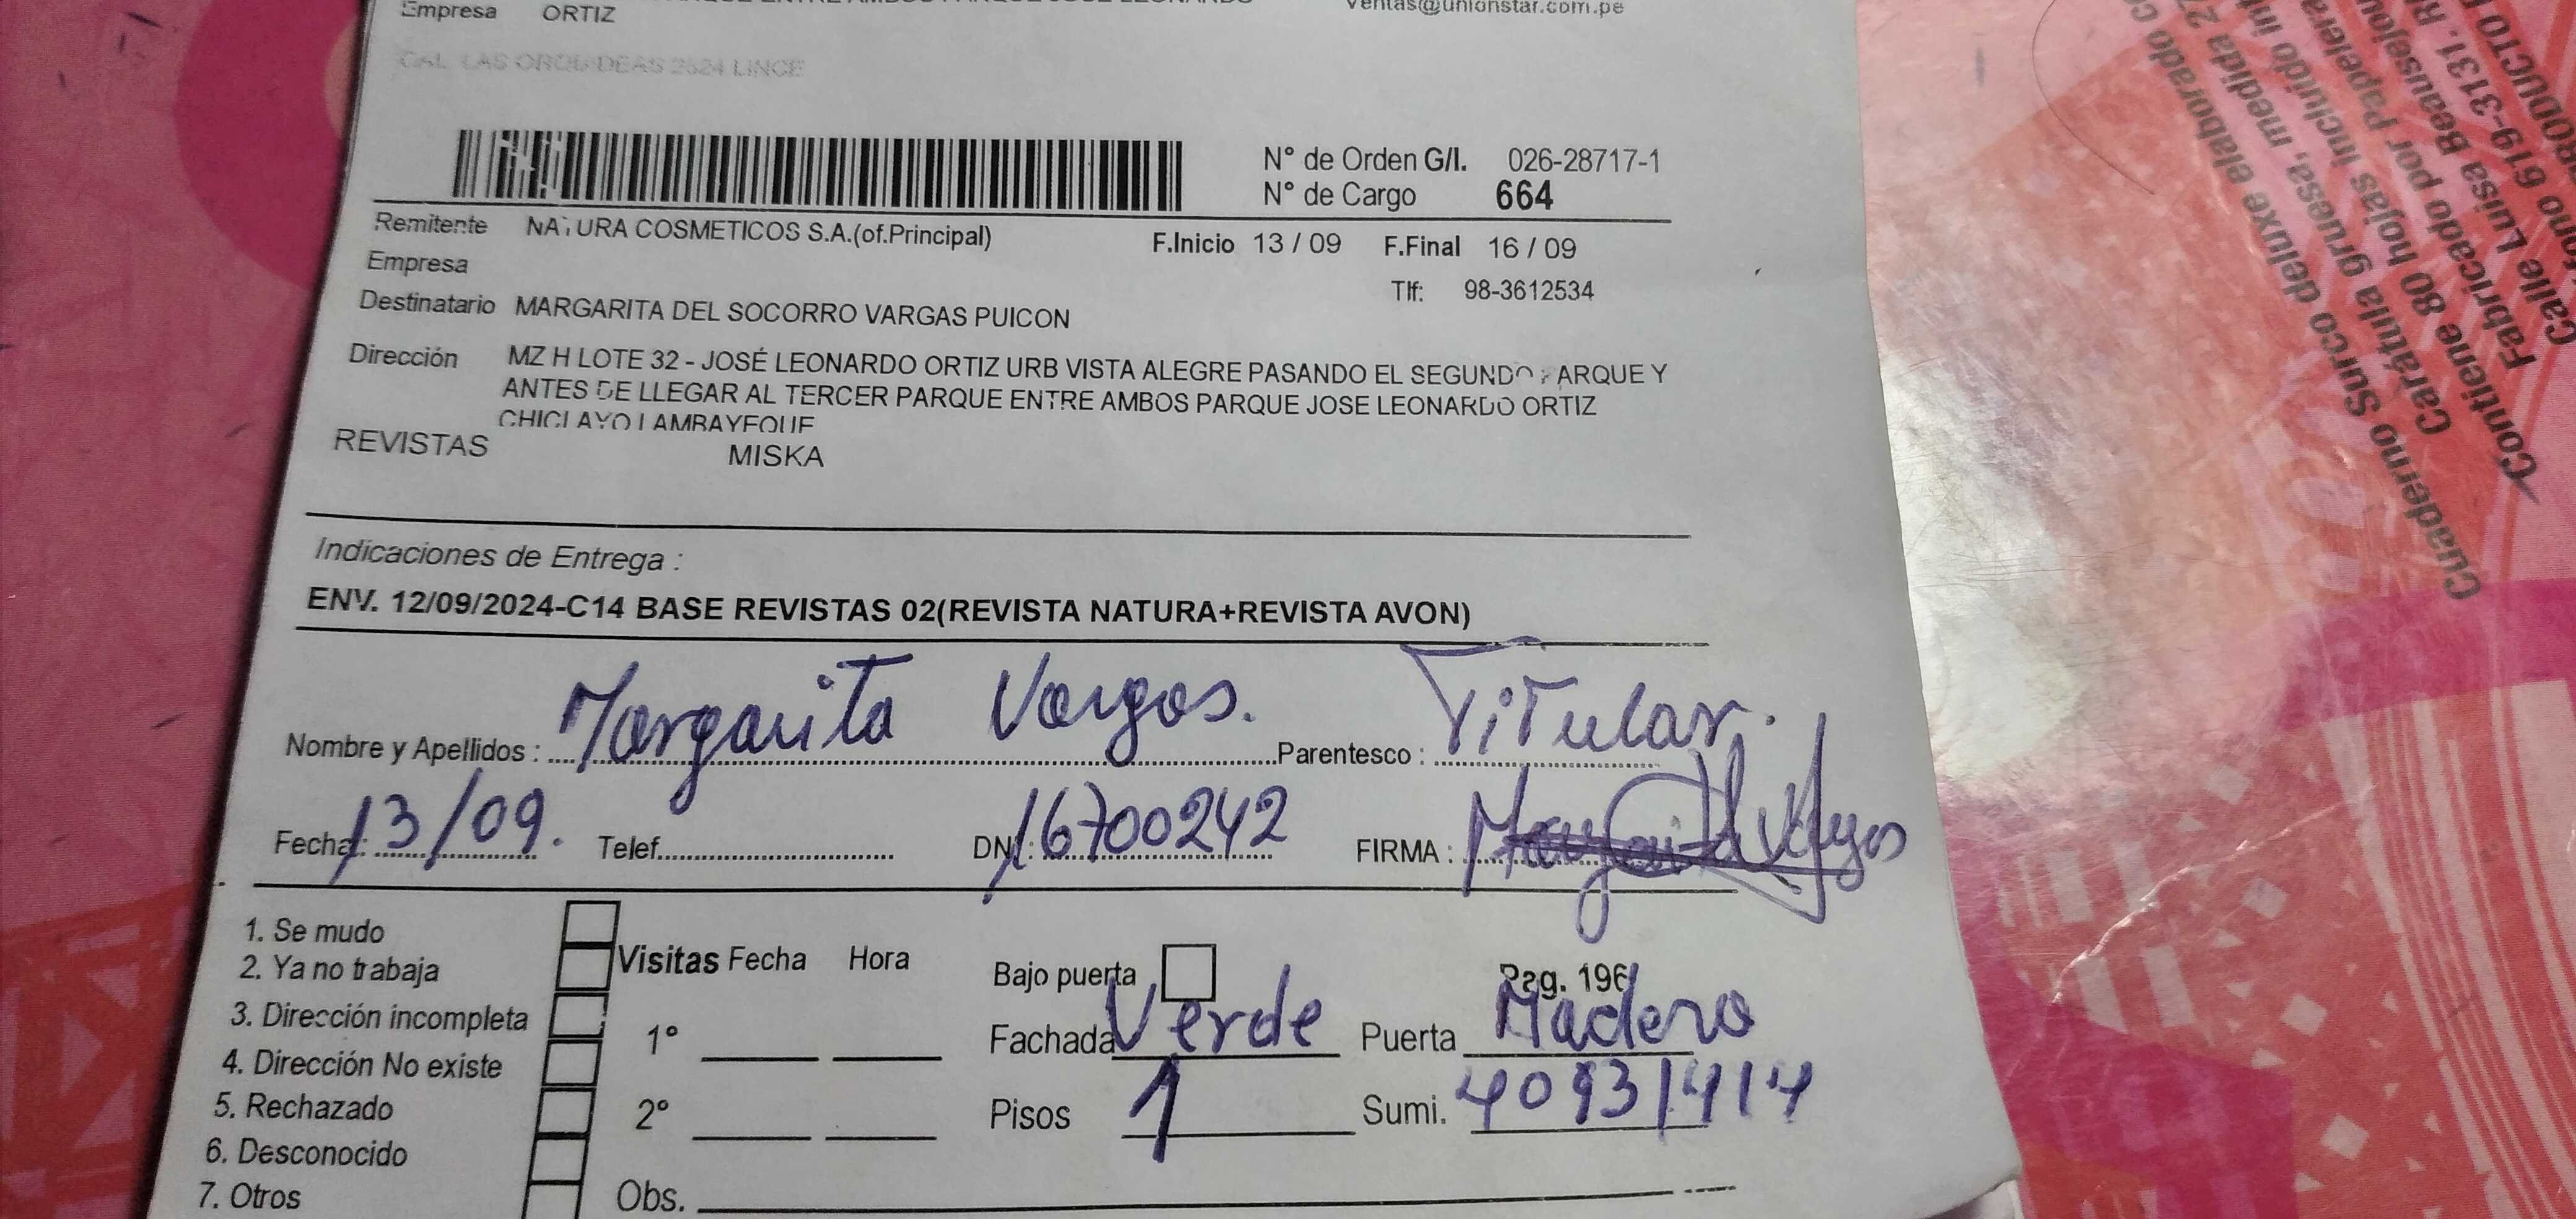 Empresa ORTIZ
Ventas@unionstar.com.pe
CAL. LAS ORQUIDEAS 2624 LINCE
N° de Orden G/I. 026-28717-1
N° de Cargo 664
Remitente NATURA COSMETICOS S.A.(of.Principal) F.Inicio 13 / 09 F.Final 16 / 09
Empresa
Tlf: 98-3612534
Destinatario MARGARITA DEL SOCORRO VARGAS PUICON
Dirección MZ H LOTE 32 - JOSÉ LEONARDO ORTIZ URB VISTA ALEGRE PASANDO EL SEGUNDO PARQUE Y
ANTES DE LLEGAR AL TERCER PARQUE ENTRE AMBOS PARQUE JOSE LEONARDO ORTIZ
CHICLAYO LAMBAYEQUE
REVISTAS MISKA
Indicaciones de Entrega :
ENV. 12/09/2024-C14 BASE REVISTAS 02(REVISTA NATURA+REVISTA AVON)
Nombre y Apellidos : Margarita Vargas. Parentesco : Titular.
Fecha: 13/09. Telef. DNI: 16700242 FIRMA : Margarita Vargas
1. Se mudo
2. Ya no trabaja
3. Dirección incompleta
4. Dirección No existe
5. Rechazado
6. Desconocido
7. Otros
Visitas Fecha Hora
1°
2°
Obs.
Bajo puerta Pag. 196
Fachada Verde Puerta Madera
Pisos 1 Sumi.
Cuaderno Surco deluxe elaborado
Carátula gruesa, medida
Contiene 80 hojas incluido
Fabricado por Papelera
Calle Luisa Beausejour
619-3131.